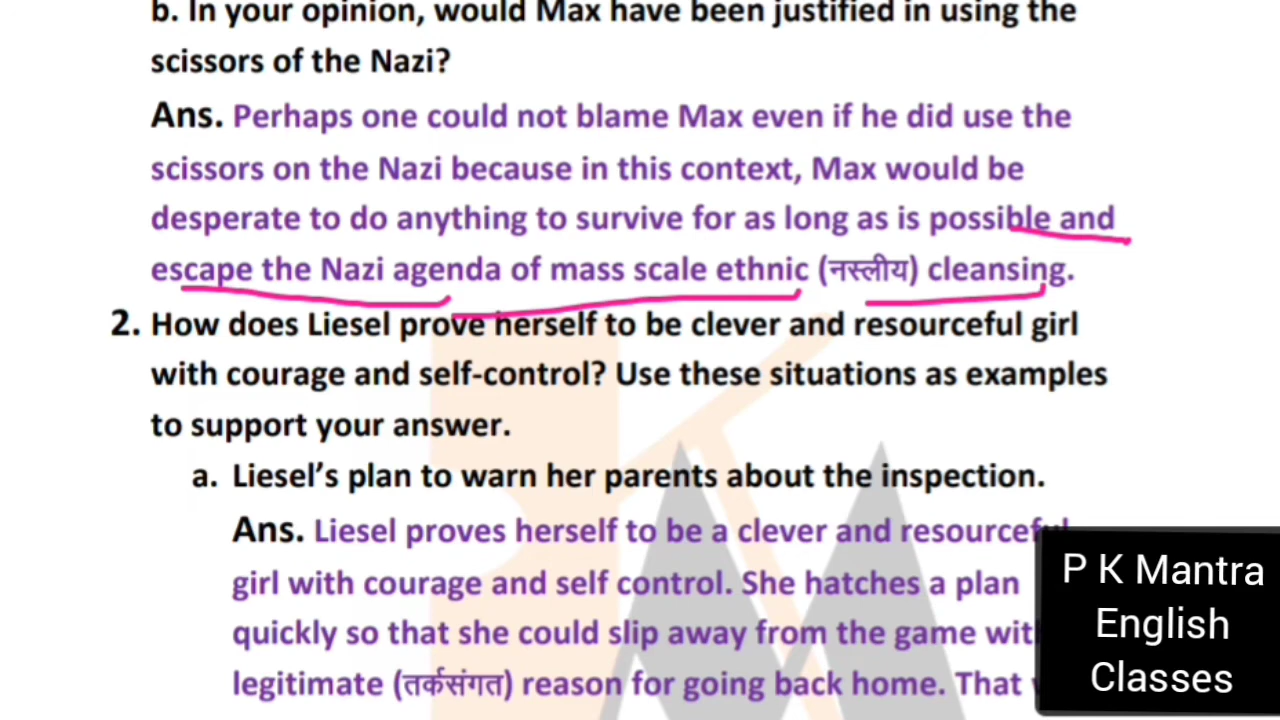 b. In your opinion, would Max have been justified in using the
scissors of the Nazi?
Ans. Perhaps one could not blame Max even if he did use the
scissors on the Nazi because in this context, Max would be
desperate to do anything to survive for as long as is possible and
escape the Nazi agenda of mass scale ethnic (नस्लीय) cleansing.
2. How does Liesel prove herself to be clever and resourceful girl
with courage and self-control? Use these situations as examples
to support your answer.
a. Liesel’s plan to warn her parents about the inspection.
Ans. Liesel proves herself to be a clever and resourceful
girl with courage and self control. She hatches a plan
quickly so that she could slip away from the game
legitimate (तर्कसंगत) reason for going back home. That
P K Mantra
English
Classes